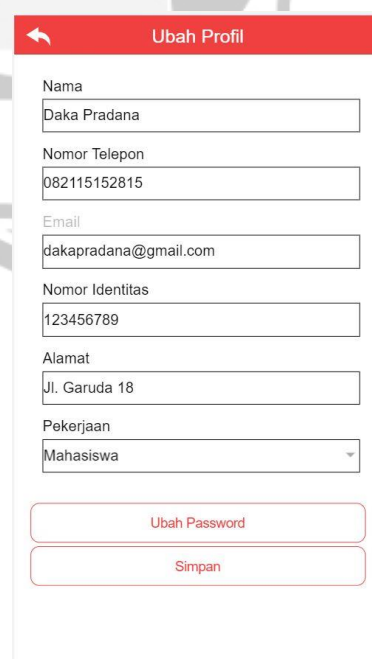 Ubah Profil
Nama
Daka Pradana
Nomor Telepon
082115152815
Email
dakapradana@gmail.com
Nomor Identitas
123456789
Alamat
Jl. Garuda 18
Pekerjaan
Mahasiswa
Ubah Password
Simpan